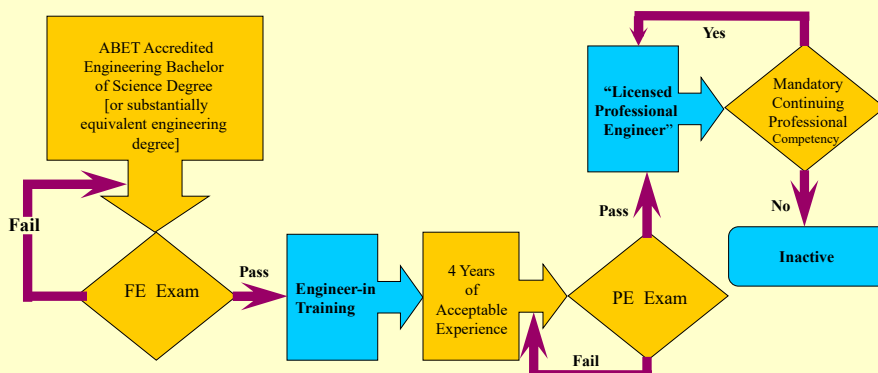 ABET Accredited
Engineering Bachelor
of Science Degree
[or substantially
equivalent engineering
degree]
Fail
FE Exam
Pass
Engineer-in
Training
4 Years
of
Acceptable
Experience
PE Exam
Fail
Pass
“Licensed
Professional
Engineer”
Yes
Mandatory
Continuing
Professional
Competency
No
Inactive